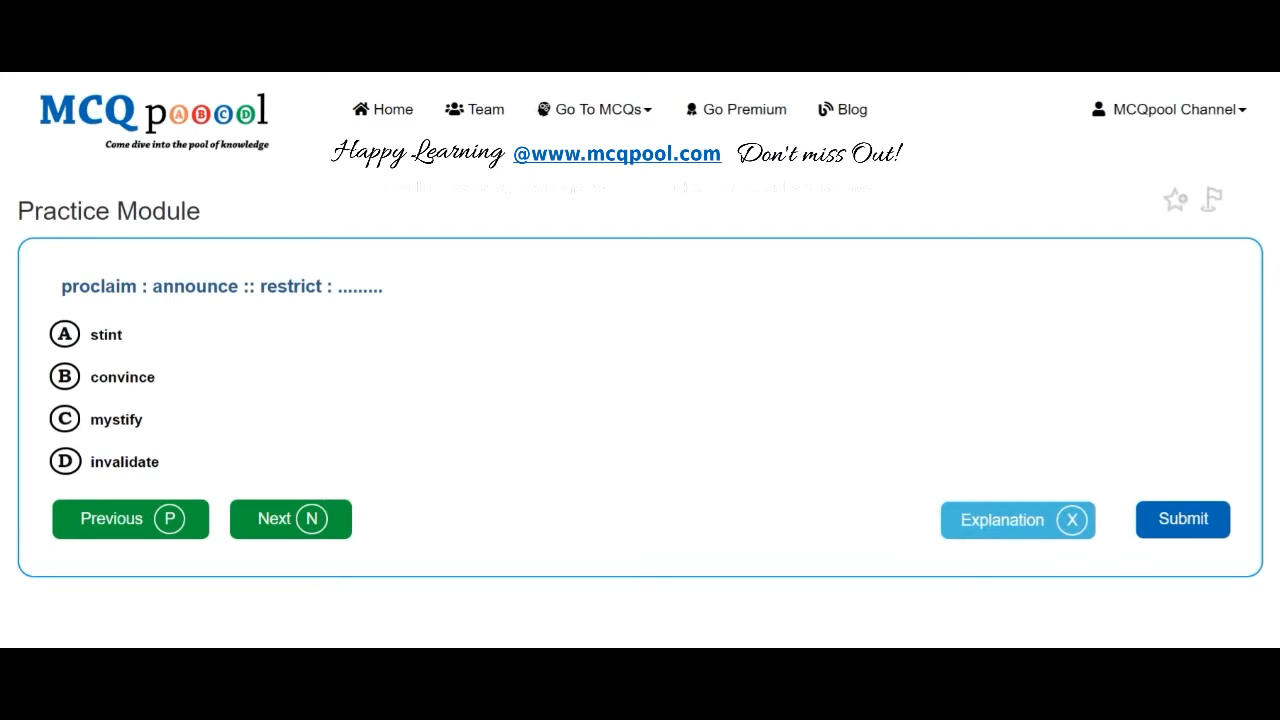 MCQ pABCDl
Come dive into the pool of knowledge
Home Team Go To MCQs Go Premium Blog MCQpool Channel
Happy Learning @www.mcqpool.com Don't miss Out!
Practice Module
proclaim : announce :: restrict : .........
A stint
B convince
C mystify
D invalidate
Previous P Next N Explanation X Submit